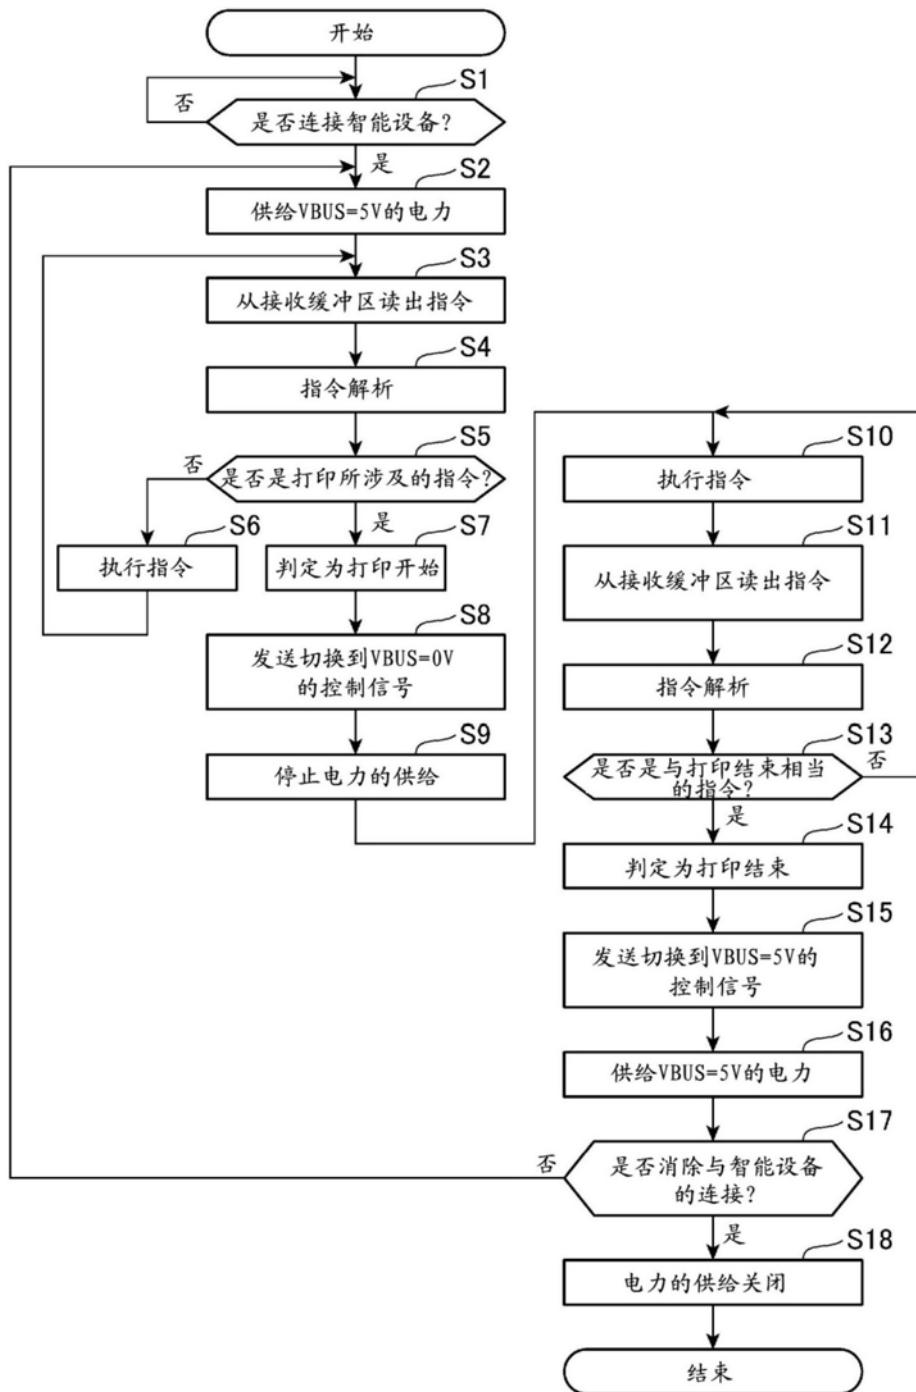 开始
S1
否
是否连接智能设备?
是
S2
供给VBUS=5V的电力
S3
从接收缓冲区读出指令
S4
指令解析
S5
否
是否是打印所涉及的指令?
是
S6
执行指令
S7
判定为打印开始
S8
发送切换到VBUS=0V
的控制信号
S9
停止电力的供给
S10
执行指令
S11
从接收缓冲区读出指令
S12
指令解析
S13
是否是与打印结束相当
的指令?
否
是
S14
判定为打印结束
S15
发送切换到VBUS=5V的
控制信号
S16
供给VBUS=5V的电力
S17
否
是否消除与智能设备
的连接?
是
S18
电力的供给关闭
结束